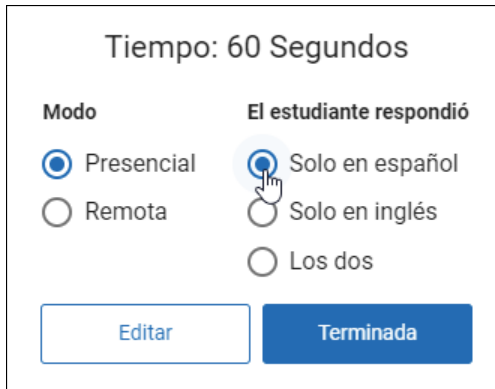 Tiempo: 60 Segundos
Modo
El estudiante respondió
Presencial
Solo en español
Remota
Solo en inglés
Los dos
Editar
Terminada